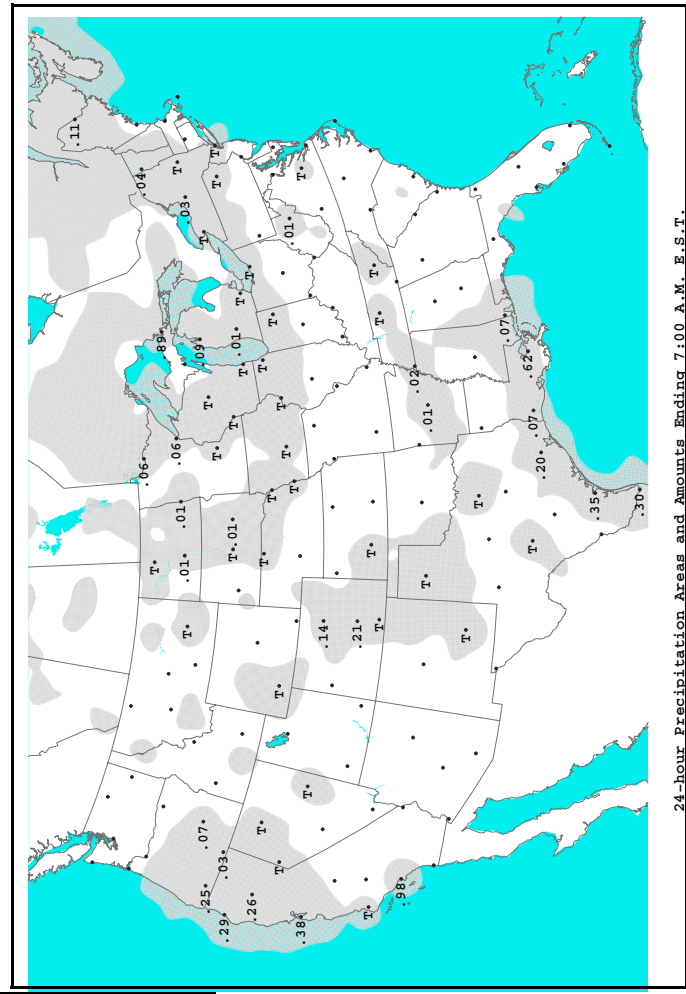 .11
.04
.06
T
.89
.06
T
.01
.03
.01
T
.09
T
.07
.25
T
T
T
T
.03
.29
.01
T
T
.01
T
T
T
.26
T
T
T
T
T
T
T
T
T
.01
T
.38
T
T
.14
.21
T
T
T
T
T
.98
.02
T
.01
T
T
.07
.62
.07
T
.20
.35
.30
24-hour Precipitation Areas and Amounts Ending 7:00 A.M. E.S.T.